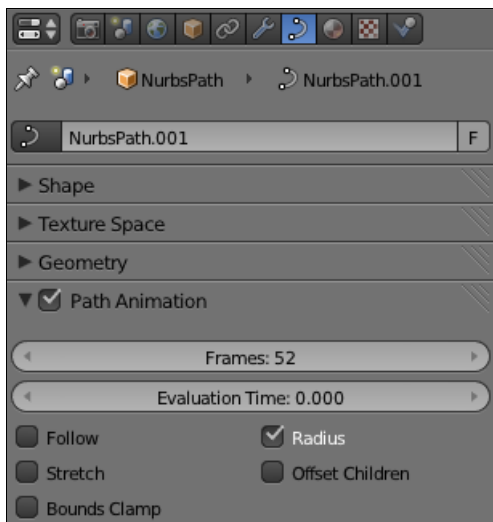 NurbsPath NurbsPath.001
NurbsPath.001 F
Shape
Texture Space
Geometry
Path Animation
Frames: 52
Evaluation Time: 0.000
Follow Radius
Stretch Offset Children
Bounds Clamp